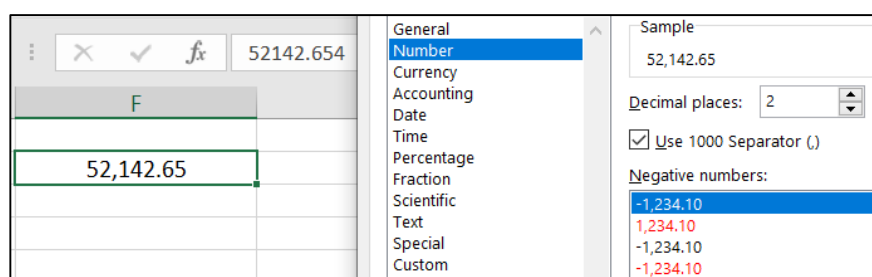 fx 52142.654
F
52,142.65
General
Number
Currency
Accounting
Date
Time
Percentage
Fraction
Scientific
Text
Special
Custom
Sample
52,142.65
Decimal places: 2
Use 1000 Separator (,)
Negative numbers:
-1,234.10
1,234.10
-1,234.10
-1,234.10